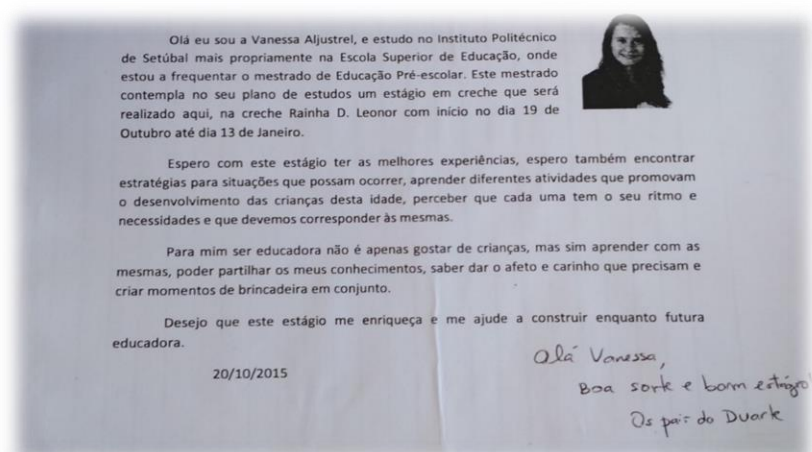 Olá eu sou a Vanessa Aljustrel, e estudo no Instituto Politécnico
de Setúbal mais propriamente na Escola Superior de Educação, onde
estou a frequentar o mestrado de Educação Pré-escolar. Este mestrado
contempla no seu plano de estudos um estágio em creche que será
realizado aqui, na creche Rainha D. Leonor com início no dia 19 de
Outubro até dia 13 de Janeiro.
Espero com este estágio ter as melhores experiências, espero também encontrar
estratégias para situações que possam ocorrer, aprender diferentes atividades que promovam
o desenvolvimento das crianças desta idade, perceber que cada uma tem o seu ritmo e
necessidades e que devemos corresponder às mesmas.
Para mim ser educadora não é apenas gostar de crianças, mas sim aprender com as
mesmas, poder partilhar os meus conhecimentos, saber dar o afeto e carinho que precisam e
criar momentos de brincadeira em conjunto.
Desejo que este estágio me enriqueça e me ajude a construir enquanto futura
educadora.
20/10/2015
Olá Vanessa,
Boa sorte e bom estágio!
Os pais do Duarte